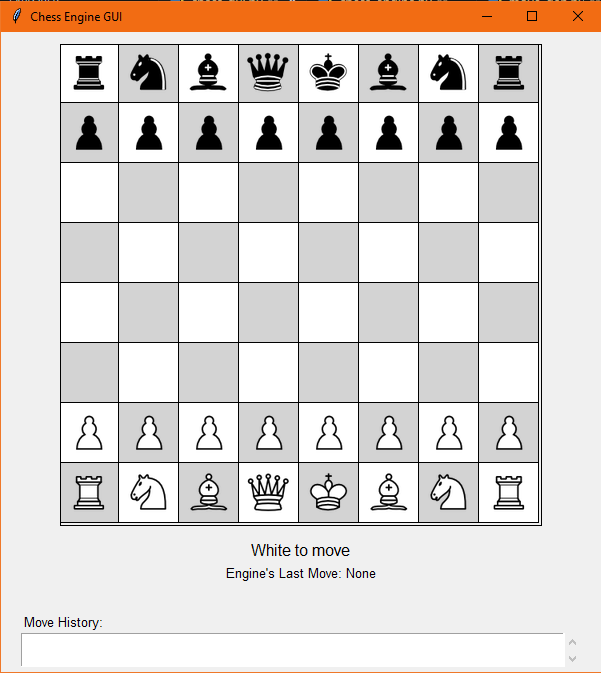 Chess Engine GUI
White to move
Engine's Last Move: None
Move History: